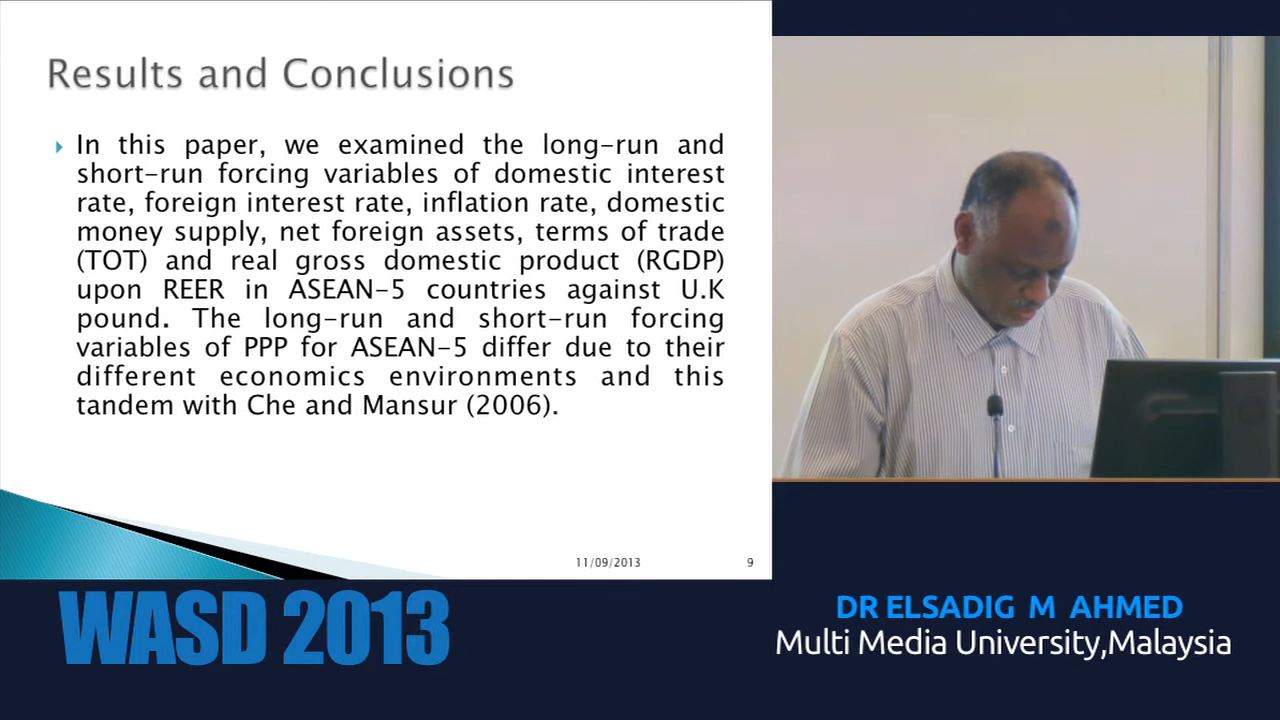 Results and Conclusions
In this paper, we examined the long-run and
short-run forcing variables of domestic interest
rate, foreign interest rate, inflation rate, domestic
money supply, net foreign assets, terms of trade
(TOT) and real gross domestic product (RGDP)
upon REER in ASEAN-5 countries against U.K
pound. The long-run and short-run forcing
variables of PPP for ASEAN-5 differ due to their
different economics environments and this
tandem with Che and Mansur (2006).
11/09/2013
9
WASD 2013
DR ELSADIG M AHMED
Multi Media University,Malaysia